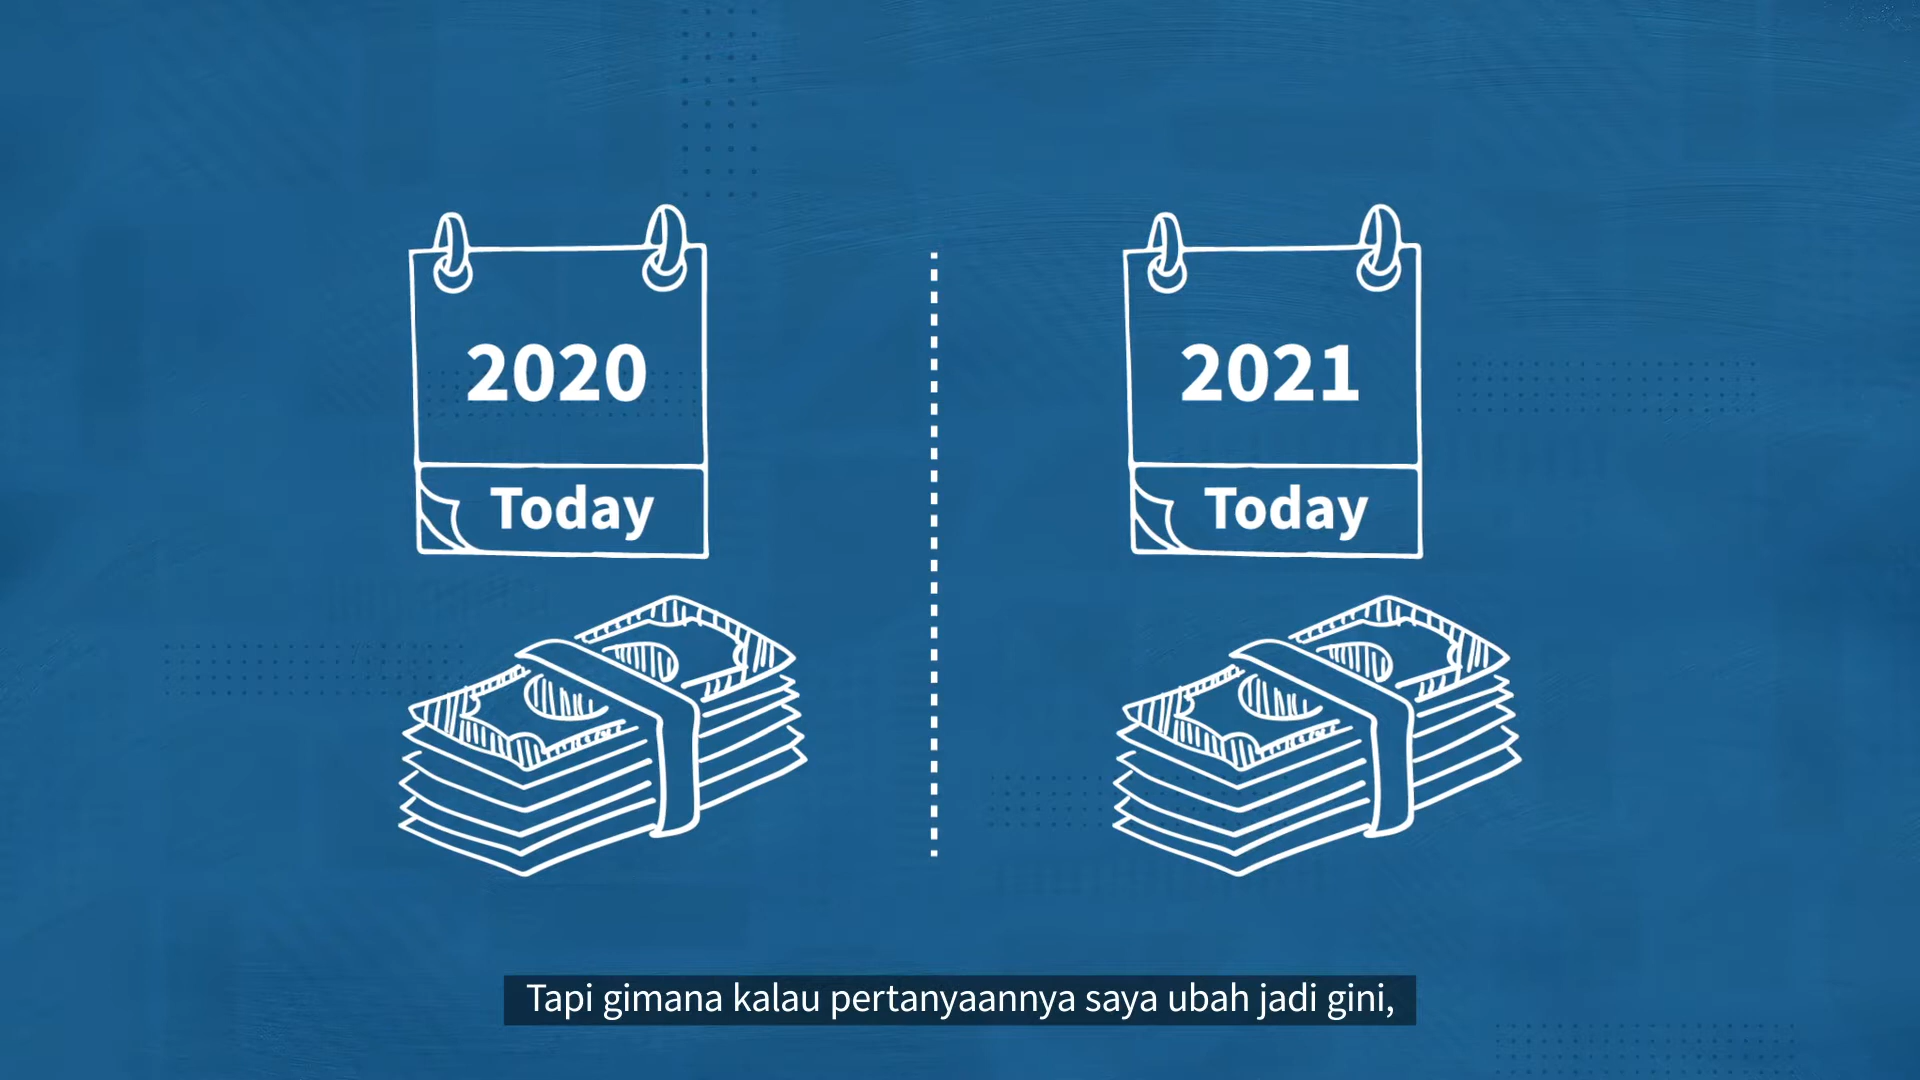 2020
Today
2021
Today
Tapi gimana kalau pertanyaannya saya ubah jadi gini,